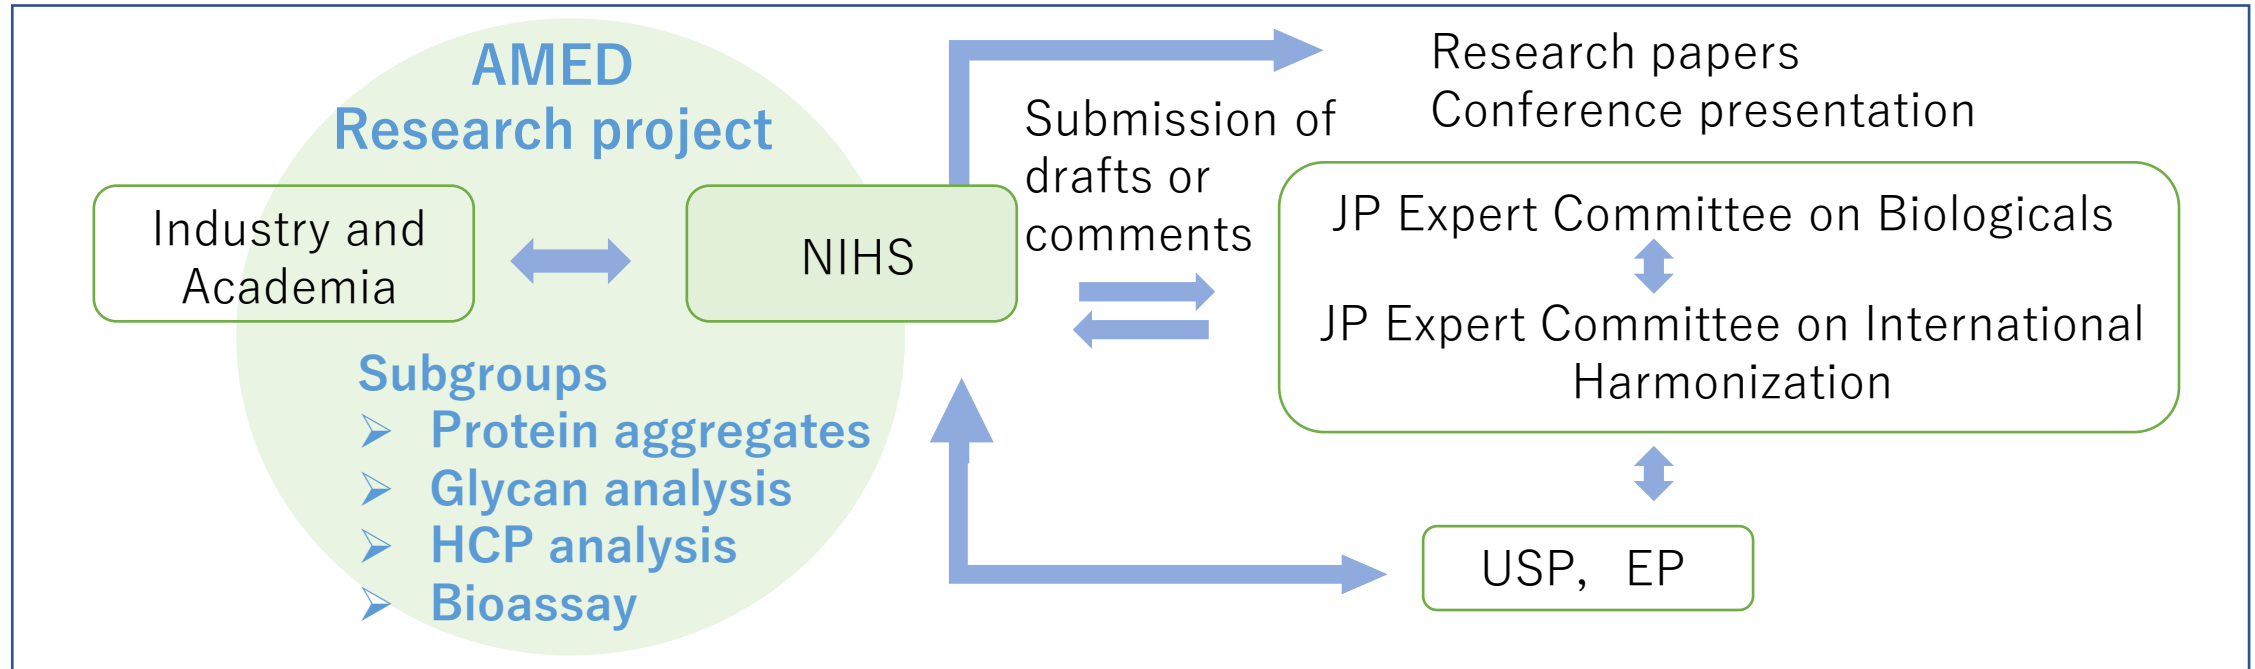 AMED
Research project
Industry and
Academia
NIHS
Subgroups
➢ Protein aggregates
➢ Glycan analysis
➢ HCP analysis
➢ Bioassay
Submission of
drafts or
comments
Research papers
Conference presentation
JP Expert Committee on Biologicals
JP Expert Committee on International
Harmonization
USP, EP